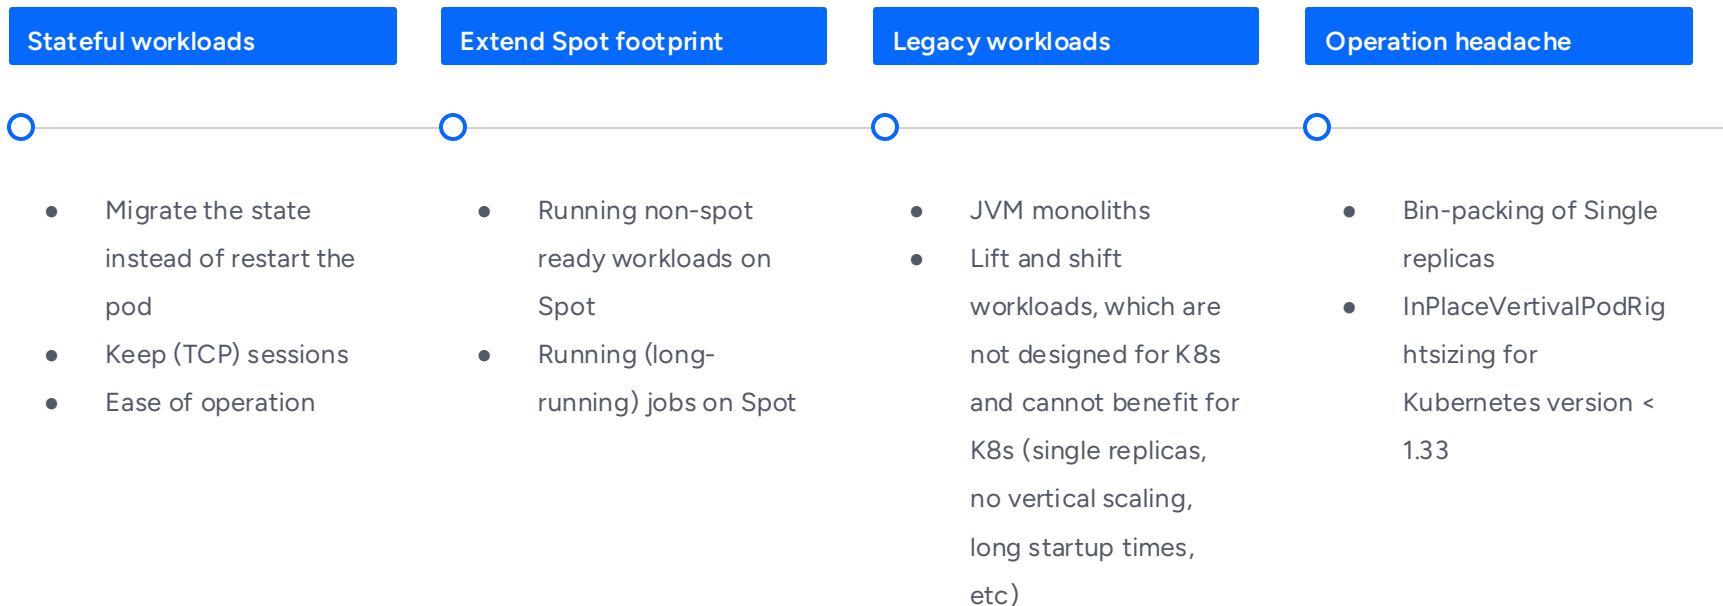 Stateful workloads
Extend Spot footprint
Legacy workloads
Operation headache
● Migrate the state
instead of restart the
pod
● Keep (TCP) sessions
● Ease of operation
● Running non-spot
ready workloads on
Spot
● Running (long-
running) jobs on Spot
● JVM monoliths
● Lift and shift
workloads, which are
not designed for K8s
and cannot benefit for
K8s (single replicas,
no vertical scaling,
long startup times,
etc)
● Bin-packing of Single
replicas
● InPlaceVertivalPodRig
htsizing for
Kubernetes version <
1.33